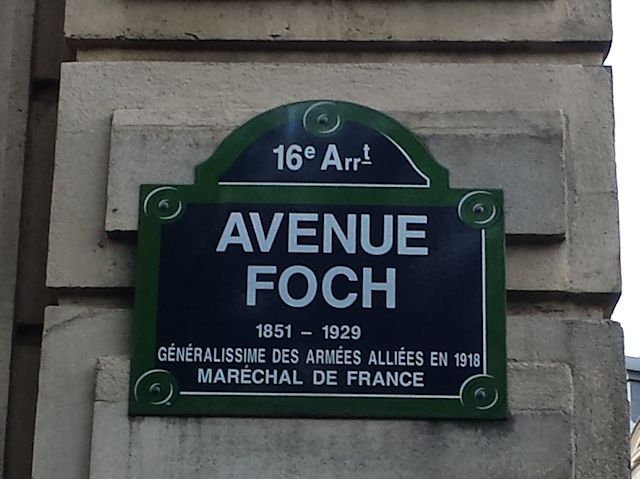 16e Arrt
AVENUE
FOCH
1851 - 1929
GÉNÉRALISSIME DES ARMÉES ALLIÉES EN 1918
MARÉCHAL DE FRANCE